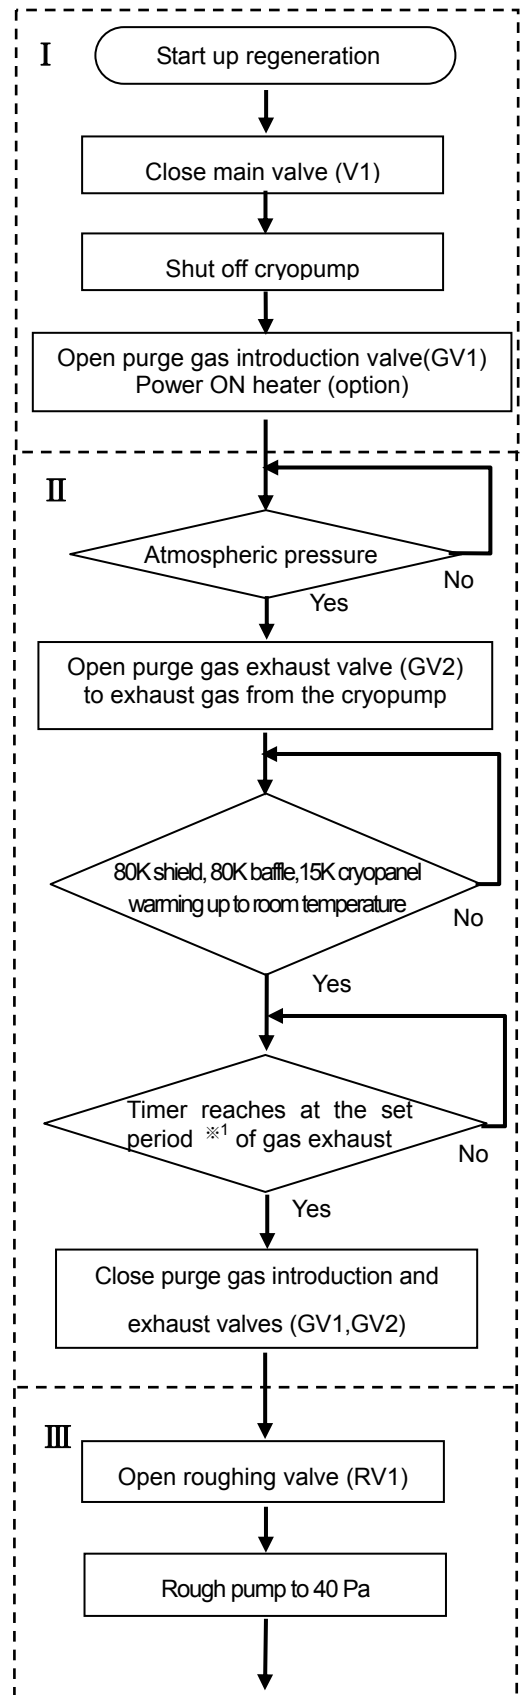 Ⅰ
Start up regeneration
Close main valve (V1)
Shut off cryopump
Open purge gas introduction valve(GV1)
Power ON heater (option)
Ⅱ
Atmospheric pressure
No
Yes
Open purge gas exhaust valve (GV2)
to exhaust gas from the cryopump
80K shield, 80K baffle,15K cryopanel
warming up to room temperature
No
Yes
Timer reaches at the set
period ※1 of gas exhaust
No
Yes
Close purge gas introduction and
exhaust valves (GV1,GV2)
Ⅲ
Open roughing valve (RV1)
Rough pump to 40 Pa